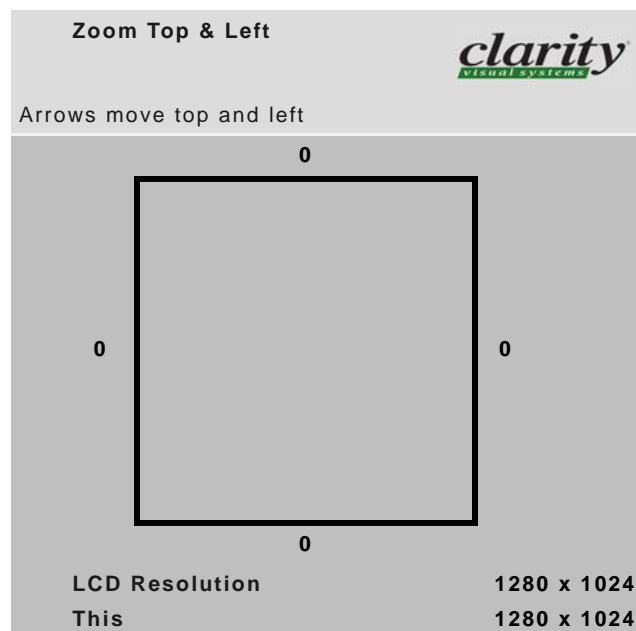 Zoom Top & Left
clarity
visual systems
Arrows move top and left
0
0 0
0
LCD Resolution 1280 x 1024
This 1280 x 1024